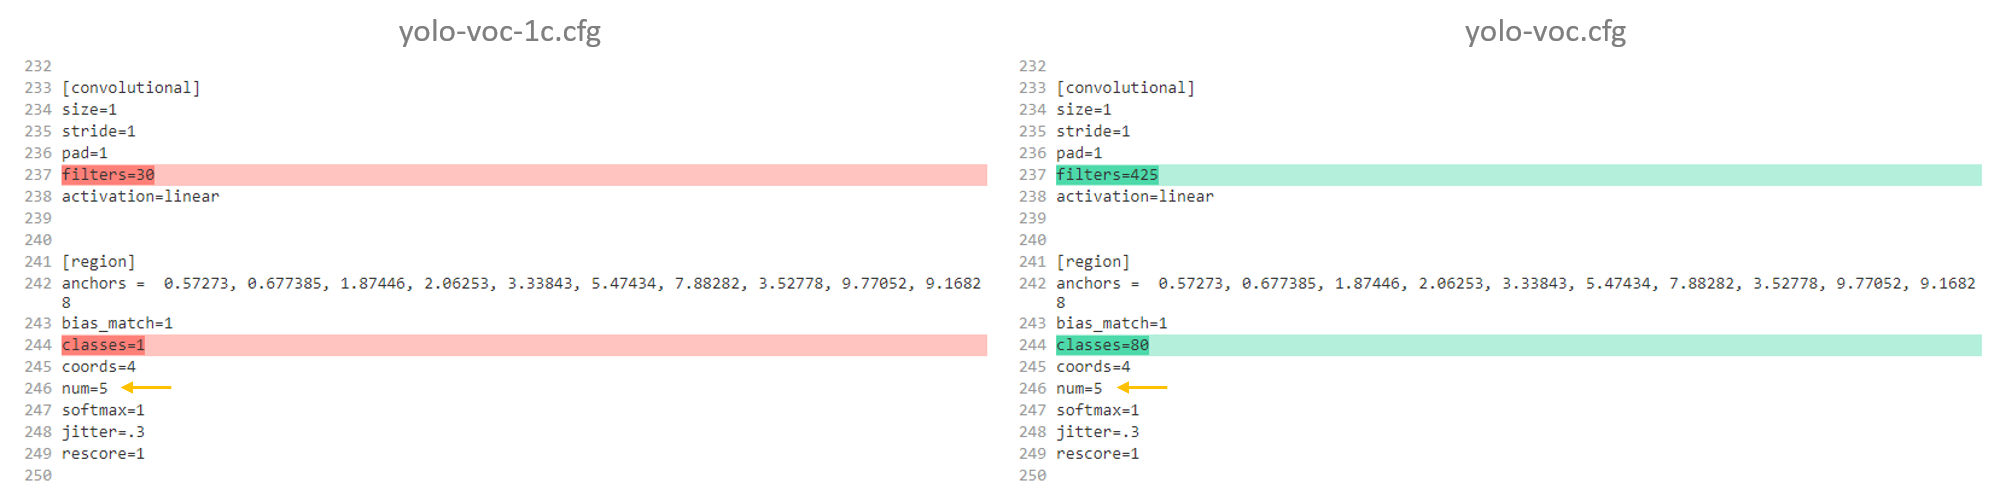 yolo-voc-1c.cfg
232
233 [convolutional]
234 size=1
235 stride=1
236 pad=1
237 filters=30
238 activation=linear
239
240
241 [region]
242 anchors =  0.57273, 0.677385, 1.87446, 2.06253, 3.33843, 5.47434, 7.88282, 3.52778, 9.77052, 9.1682
8
243 bias_match=1
244 classes=1
245 coords=4
246 num=5
247 softmax=1
248 jitter=.3
249 rescore=1
250
yolo-voc.cfg
232
233 [convolutional]
234 size=1
235 stride=1
236 pad=1
237 filters=425
238 activation=linear
239
240
241 [region]
242 anchors =  0.57273, 0.677385, 1.87446, 2.06253, 3.33843, 5.47434, 7.88282, 3.52778, 9.77052, 9.1682
8
243 bias_match=1
244 classes=80
245 coords=4
246 num=5
247 softmax=1
248 jitter=.3
249 rescore=1
250